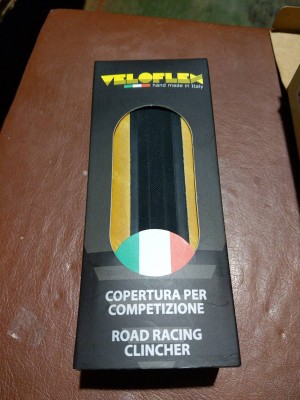 VELOFLEX
hand made in Italy
COPERTURA PER
COMPETIZIONE
ROAD RACING
CLINCHER